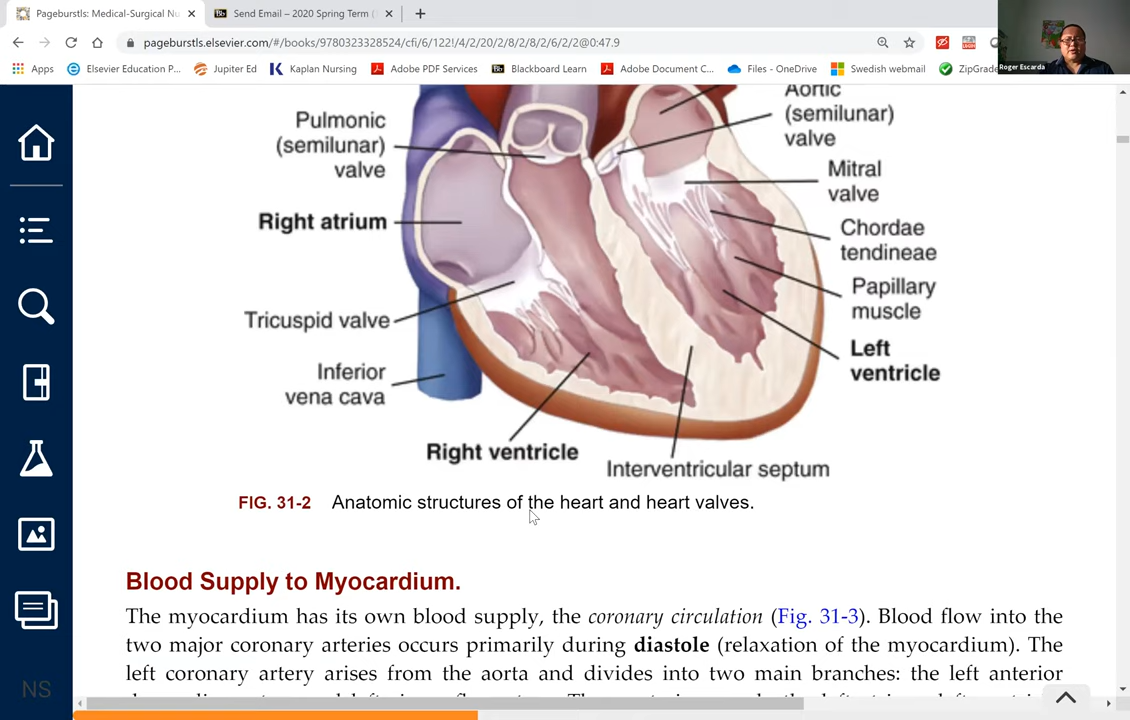 Pageburstls: Medical-Surgical Nu
Send Email – 2020 Spring Term (
pageburstls.elsevier.com/#/books/9780323328524/cfi/6/122!/4/2/20/2/8/2/8/2/6/2/2@0:47.9
Apps
Elsevier Education P...
Jupiter Ed
Kaplan Nursing
Adobe PDF Services
Blackboard Learn
Adobe Document C...
Files - OneDrive
Swedish webmail
ZipGrade
Roger Escarda
Pulmonic
(semilunar)
valve
Right atrium
Tricuspid valve
Inferior
vena cava
Right ventricle
Interventricular septum
Aortic
(semilunar)
valve
Mitral
valve
Chordae
tendineae
Papillary
muscle
Left
ventricle
FIG. 31-2 Anatomic structures of the heart and heart valves.
Blood Supply to Myocardium.
The myocardium has its own blood supply, the coronary circulation (Fig. 31-3). Blood flow into the
two major coronary arteries occurs primarily during diastole (relaxation of the myocardium). The
left coronary artery arises from the aorta and divides into two main branches: the left anterior
NS